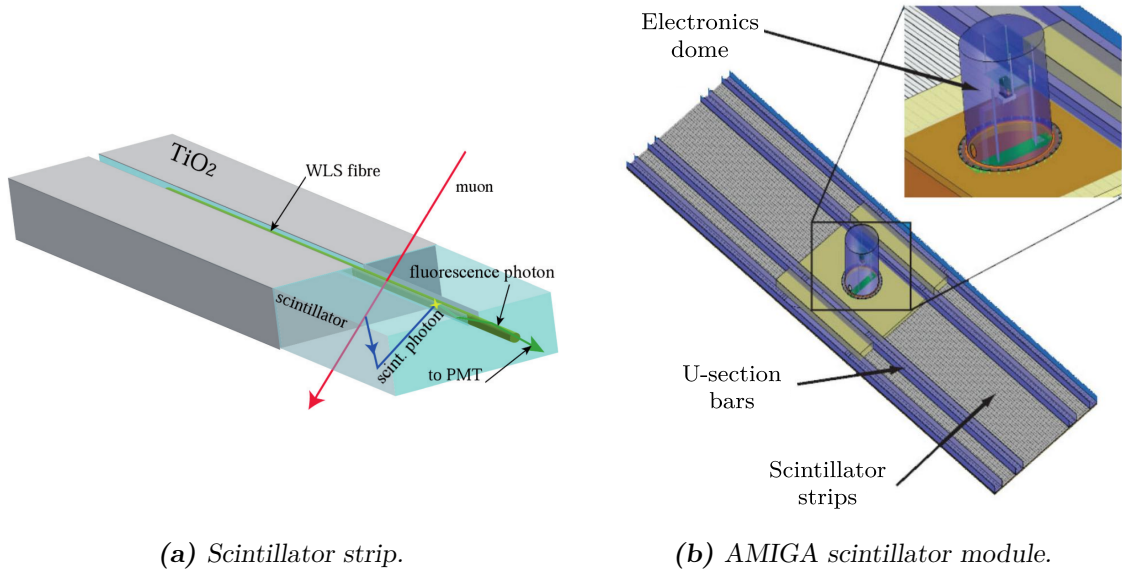 TiO2
WLS fibre
muon
fluorescence photon
scintillator
scint. photon
to PMT
(a) Scintillator strip.
Electronics
dome
U-section
bars
Scintillator
strips
(b) AMIGA scintillator module.